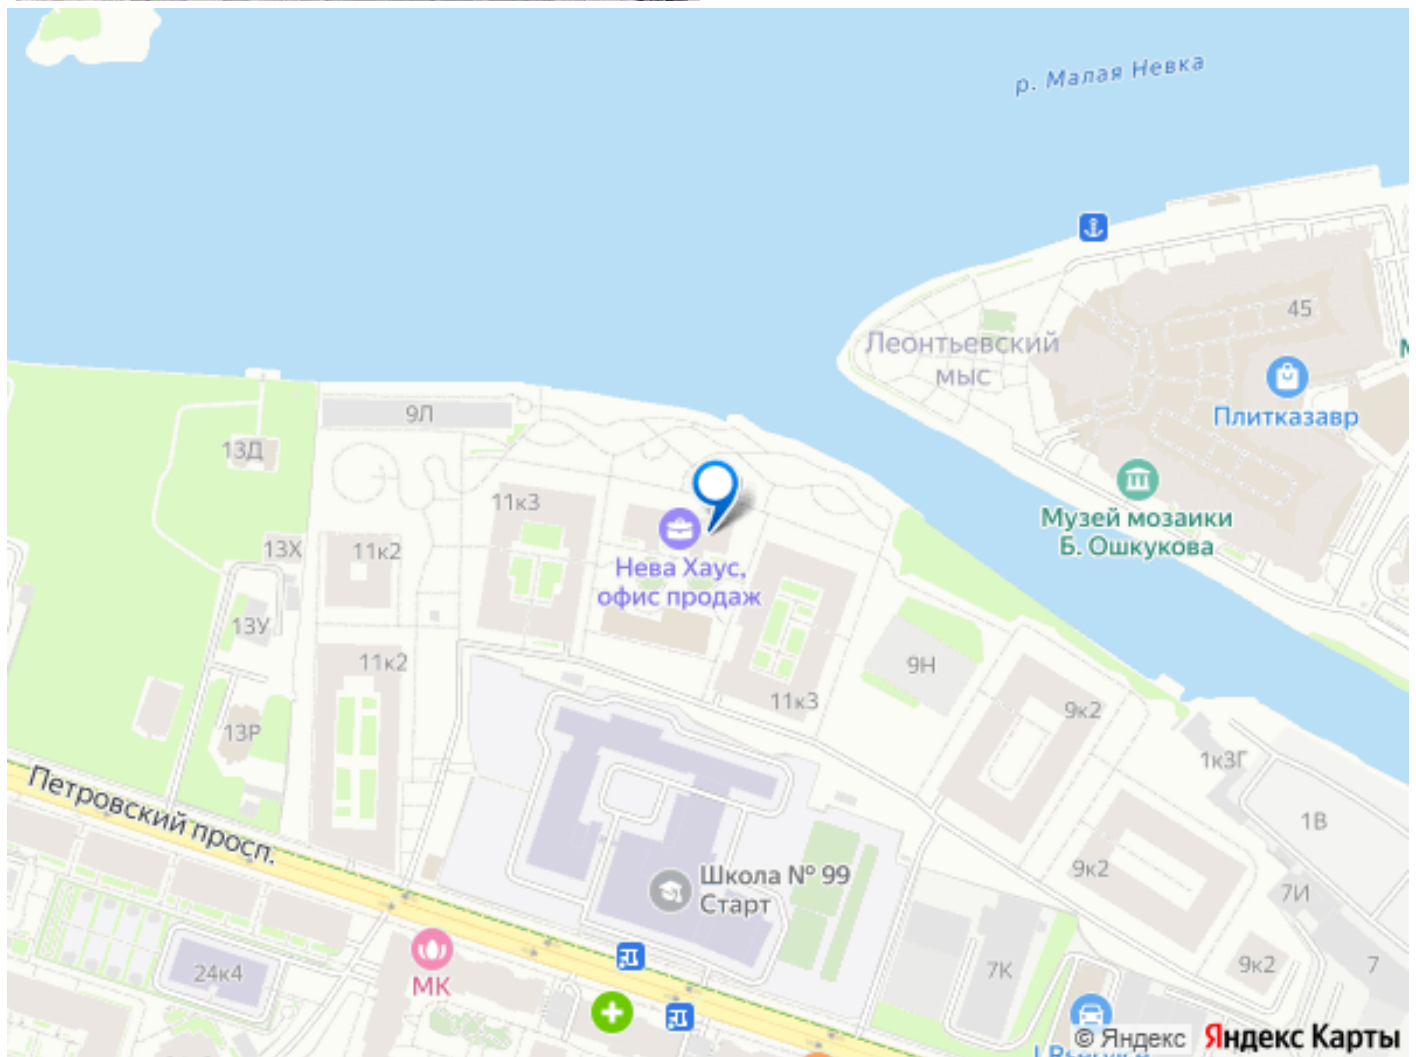 р. Малая Невка
45
Леонтьевский
мыс
Плитказавр
9Л
13Д
11к3
Музей мозаики
Б. Ошкукова
13Х
11к2
Нева Хаус,
офис продаж
13У
11к2
9Н
11к3
9к2
13Р
1к3Г
Петровский просп.
1В
Школа № 99
Старт
9к2
7И
24к4
МК
7К
9к2
7
© Яндекс
Яндекс Карты